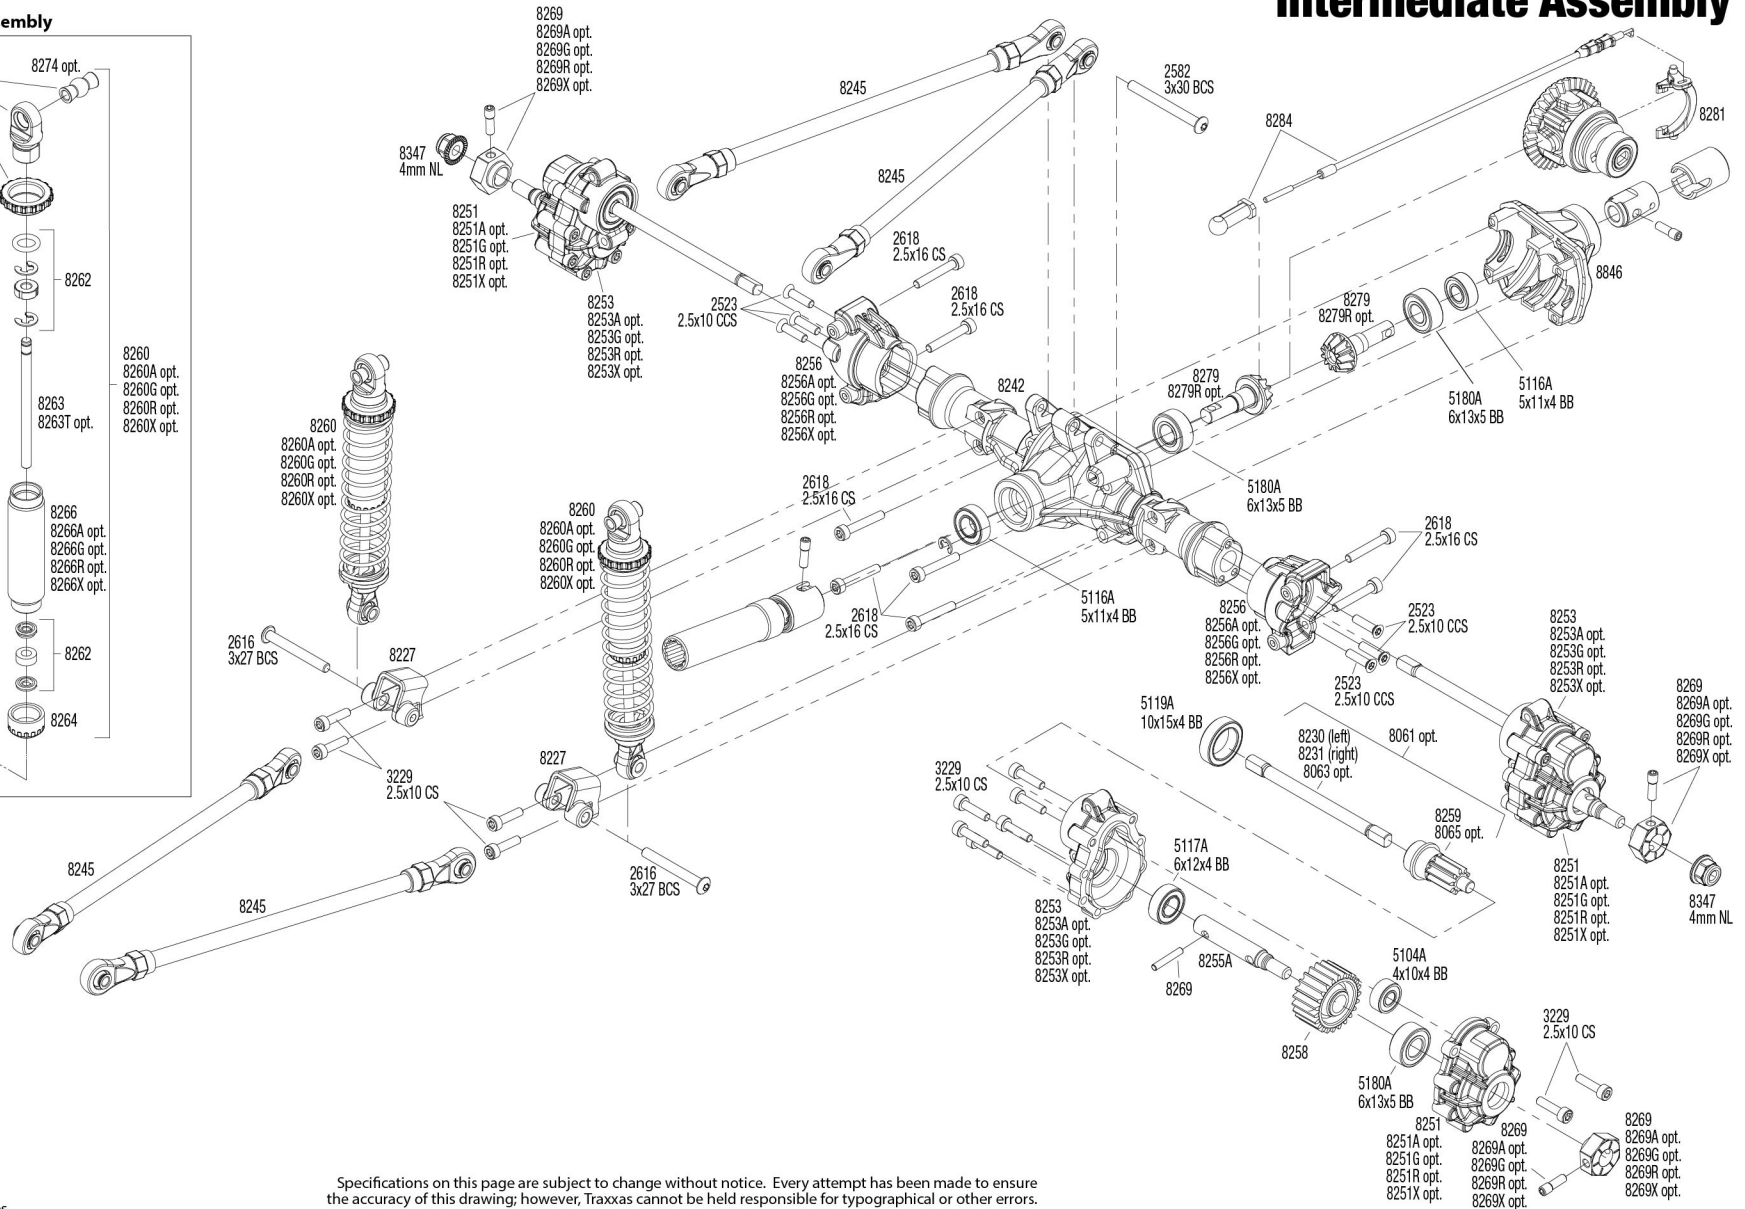 embly
Intermediate Assembly
8274 opt.
8262
8263
8263T opt.
8260
8260A opt.
8260G opt.
8260R opt.
8260X opt.
8266
8266A opt.
8266G opt.
8266R opt.
8266X opt.
8262
8264
8269
8269A opt.
8269G opt.
8269R opt.
8269X opt.
8347
4mm NL
8251
8251A opt.
8251G opt.
8251R opt.
8251X opt.
8253
8253A opt.
8253G opt.
8253R opt.
8253X opt.
8245
8245
2582
3x30 BCS
8284
8281
2618
2.5x16 CS
2618
2.5x16 CS
2523
2.5x10 CCS
8256
8256A opt.
8256G opt.
8256R opt.
8256X opt.
8242
8279
8279R opt.
8279
8279R opt.
8846
5116A
5x11x4 BB
5180A
6x13x5 BB
5180A
6x13x5 BB
8260
8260A opt.
8260G opt.
8260R opt.
8260X opt.
8260
8260A opt.
8260G opt.
8260R opt.
8260X opt.
2618
2.5x16 CS
2618
2.5x16 CS
5116A
5x11x4 BB
2618
2.5x16 CS
8256
8256A opt.
8256G opt.
8256R opt.
8256X opt.
2523
2.5x10 CCS
2523
2.5x10 CCS
2616
3x27 BCS
8227
3229
2.5x10 CS
8227
2616
3x27 BCS
8245
8245
8253
8253A opt.
8253G opt.
8253R opt.
8253X opt.
8269
8269A opt.
8269G opt.
8269R opt.
8269X opt.
5119A
10x15x4 BB
8230 (left)
8231 (right)
8063 opt.
8061 opt.
8259
8065 opt.
3229
2.5x10 CS
5117A
6x12x4 BB
8253
8253A opt.
8253G opt.
8253R opt.
8253X opt.
8255A
8269
8251
8251A opt.
8251G opt.
8251R opt.
8251X opt.
8347
4mm NL
5104A
4x10x4 BB
8258
5180A
6x13x5 BB
3229
2.5x10 CS
8251
8251A opt.
8251G opt.
8251R opt.
8251X opt.
8269
8269A opt.
8269G opt.
8269R opt.
8269X opt.
8269
8269A opt.
8269G opt.
8269R opt.
8269X opt.
Specifications on this page are subject to change without notice. Every attempt has been made to ensure
the accuracy of this drawing; however, Traxxas cannot be held responsible for typographical or other errors.